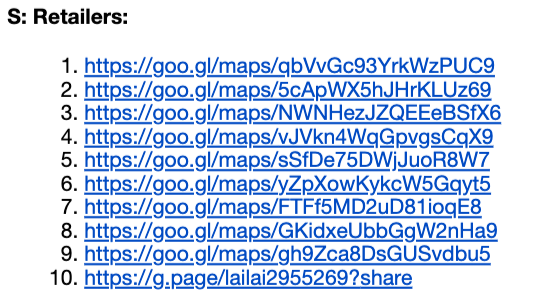 S: Retailers:
1. https://goo.gl/maps/qbVvGc93YrkWzPUC9
2. https://goo.gl/maps/5cApWX5hJHrKLUz69
3. https://goo.gl/maps/NWNHezJZQEEeBSfX6
4. https://goo.gl/maps/vJVkn4WqGpvgsCqX9
5. https://goo.gl/maps/sSfDe75DWjJuoR8W7
6. https://goo.gl/maps/yZpXowKykcW5Gqyt5
7. https://goo.gl/maps/FTFf5MD2uD81ioqE8
8. https://goo.gl/maps/GKidxeUbbGgW2nHa9
9. https://goo.gl/maps/gh9Zca8DsGUSvdbu5
10. https://g.page/lailai2955269?share